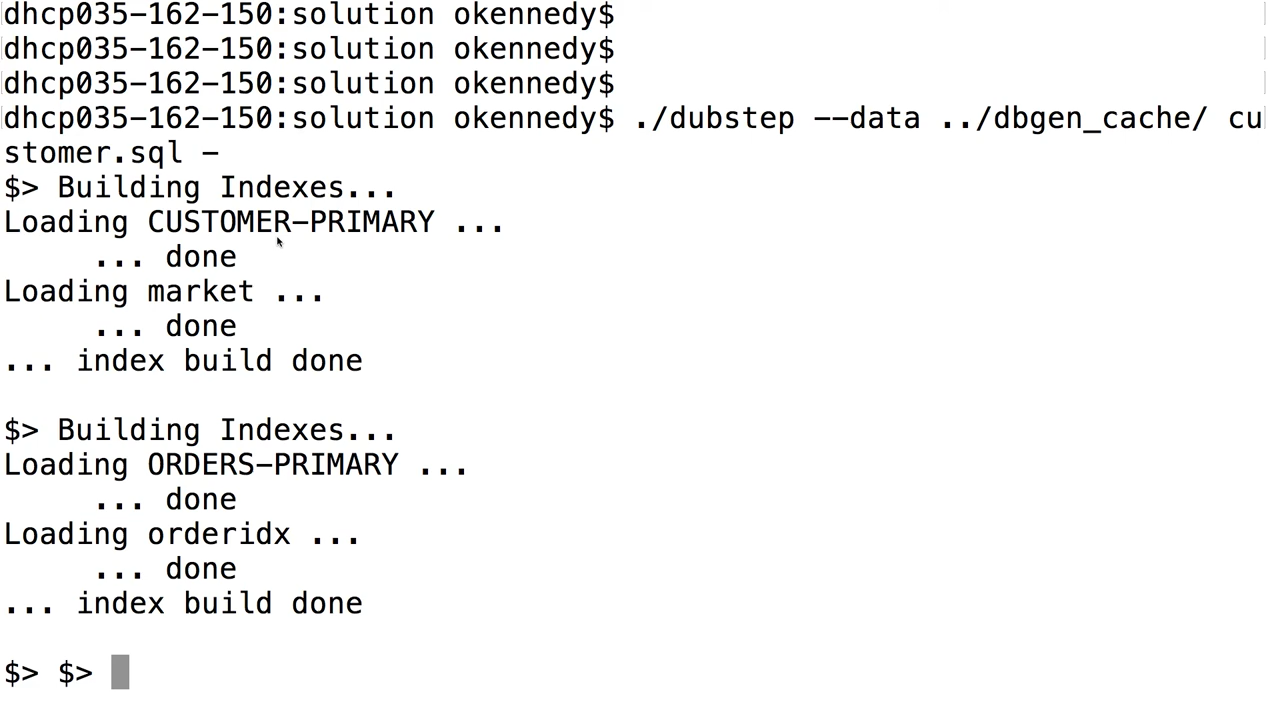 dhcp035-162-150:solution okennedy$
dhcp035-162-150:solution okennedy$
dhcp035-162-150:solution okennedy$
dhcp035-162-150:solution okennedy$ ./dubstep --data ../dbgen_cache/ cu
stomer.sql -
$> Building Indexes...
Loading CUSTOMER-PRIMARY ...
     ... done
Loading market ...
     ... done
... index build done
$> Building Indexes...
Loading ORDERS-PRIMARY ...
     ... done
Loading orderidx ...
     ... done
... index build done
$> $>